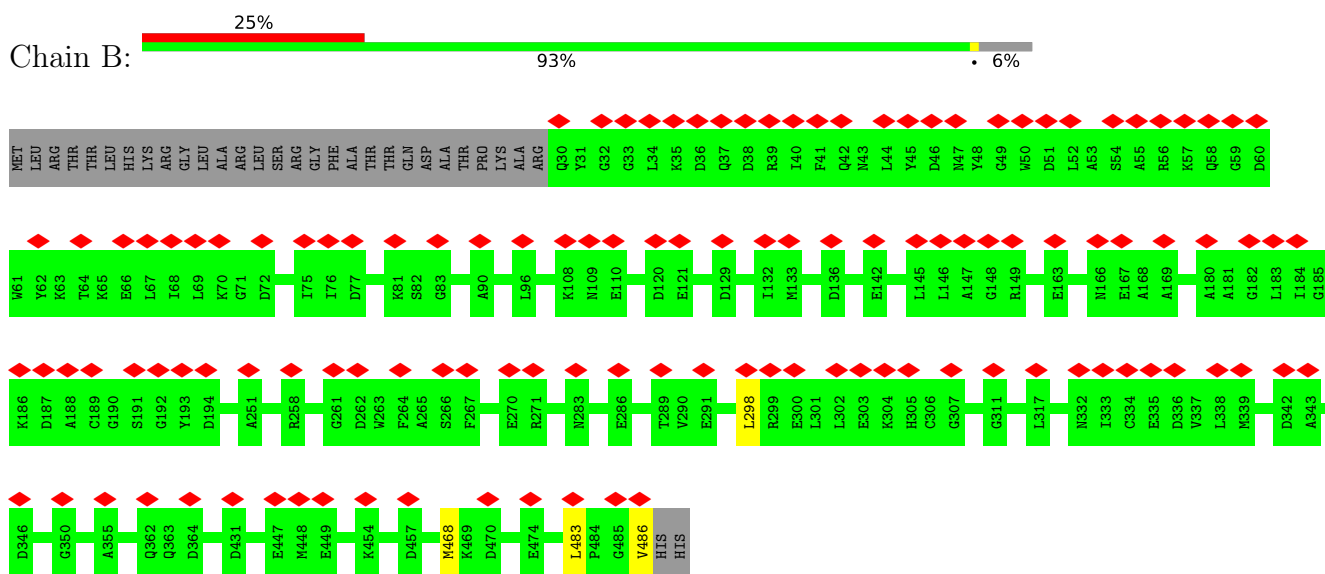 25%
Chain B:
93% • 6%
MET LEU ARG THR THR LEU HIS LYS ARG GLY LEU ALA ARG LEU SER ARG GLY PHE ALA THR THR GLN ASP ALA THR PRO LYS ALA ARG Q30 Y31 G32 G33 L34 K35 D36 Q37 D38 R39 I40 F41 Q42 N43 L44 Y45 D46 N47 Y48 G49 W50 D51 L52 A53 S54 A55 R56 K57 Q58 G59 D60
W61 Y62 K63 T64 K65 E66 L67 I68 L69 K70 G71 D72 I75 I76 D77 K81 S82 G83 A90 L96 K108 N109 E110 D120 E121 D129 I132 M133 D136 E142 L145 L146 A147 G148 R149 E163 N166 E167 A168 A169 A180 A181 G182 L183 I184 G185
K186 D187 A188 C189 G190 S191 G192 Y193 D194 A251 R258 G261 D262 W263 F264 A265 S266 F267 E270 R271 N283 E286 T289 V290 E291 L298 R299 E300 L301 L302 E303 K304 H305 C306 G307 G311 L317 N332 I333 C334 E335 D336 V337 L338 M339 D342 A343
D346 G350 A355 Q362 Q363 D364 D431 E447 M448 E449 K454 D457 M468 K469 D470 E474 L483 P484 G485 V486 HIS HIS